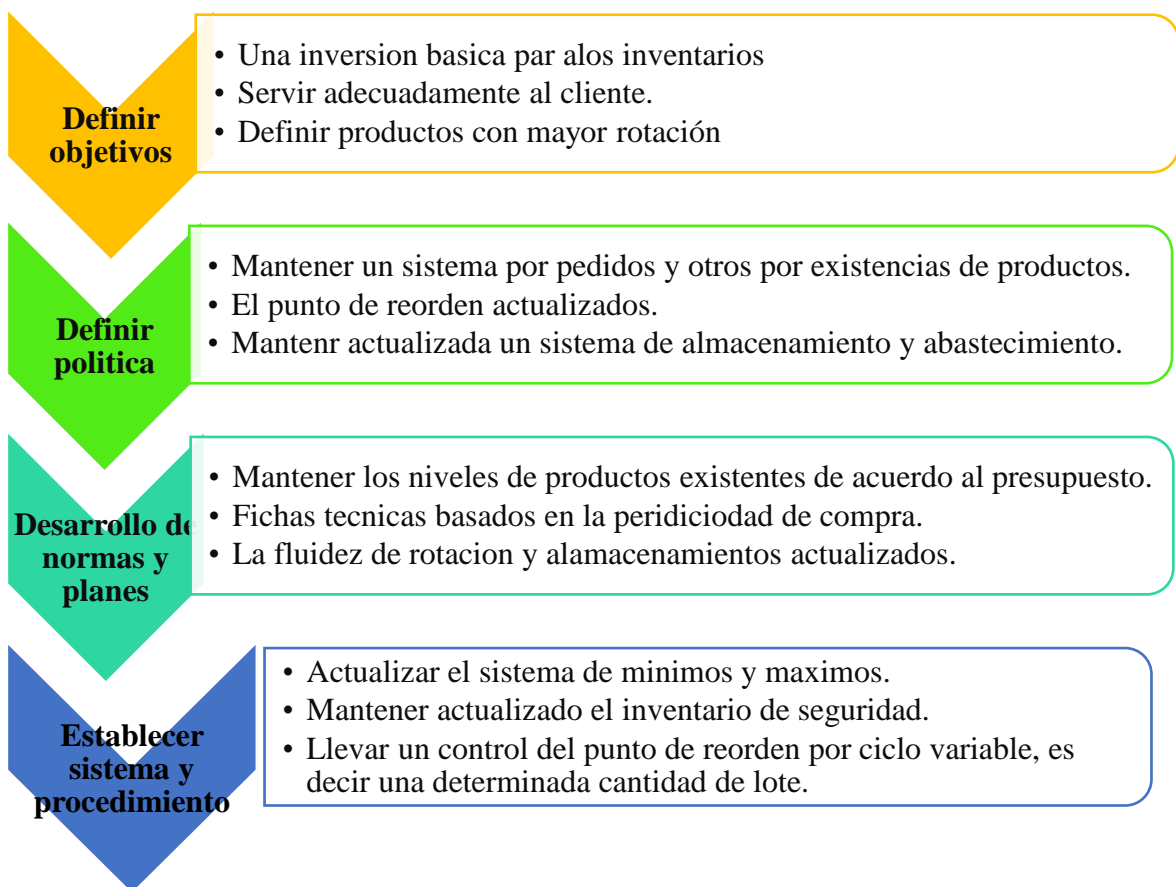 Definir
objetivos
• Una inversion basica par alos inventarios
• Servir adecuadamente al cliente.
• Definir productos con mayor rotación
Definir
politica
• Mantener un sistema por pedidos y otros por existencias de productos.
• El punto de reorden actualizados.
• Mantenr actualizada un sistema de almacenamiento y abastecimiento.
Desarrollo de
normas y
planes
• Mantener los niveles de productos existentes de acuerdo al presupuesto.
• Fichas tecnicas basados en la peridiciodad de compra.
• La fluidez de rotacion y alamacenamientos actualizados.
Establecer
sistema y
procedimiento
• Actualizar el sistema de minimos y maximos.
• Mantener actualizado el inventario de seguridad.
• Llevar un control del punto de reorden por ciclo variable, es
decir una determinada cantidad de lote.